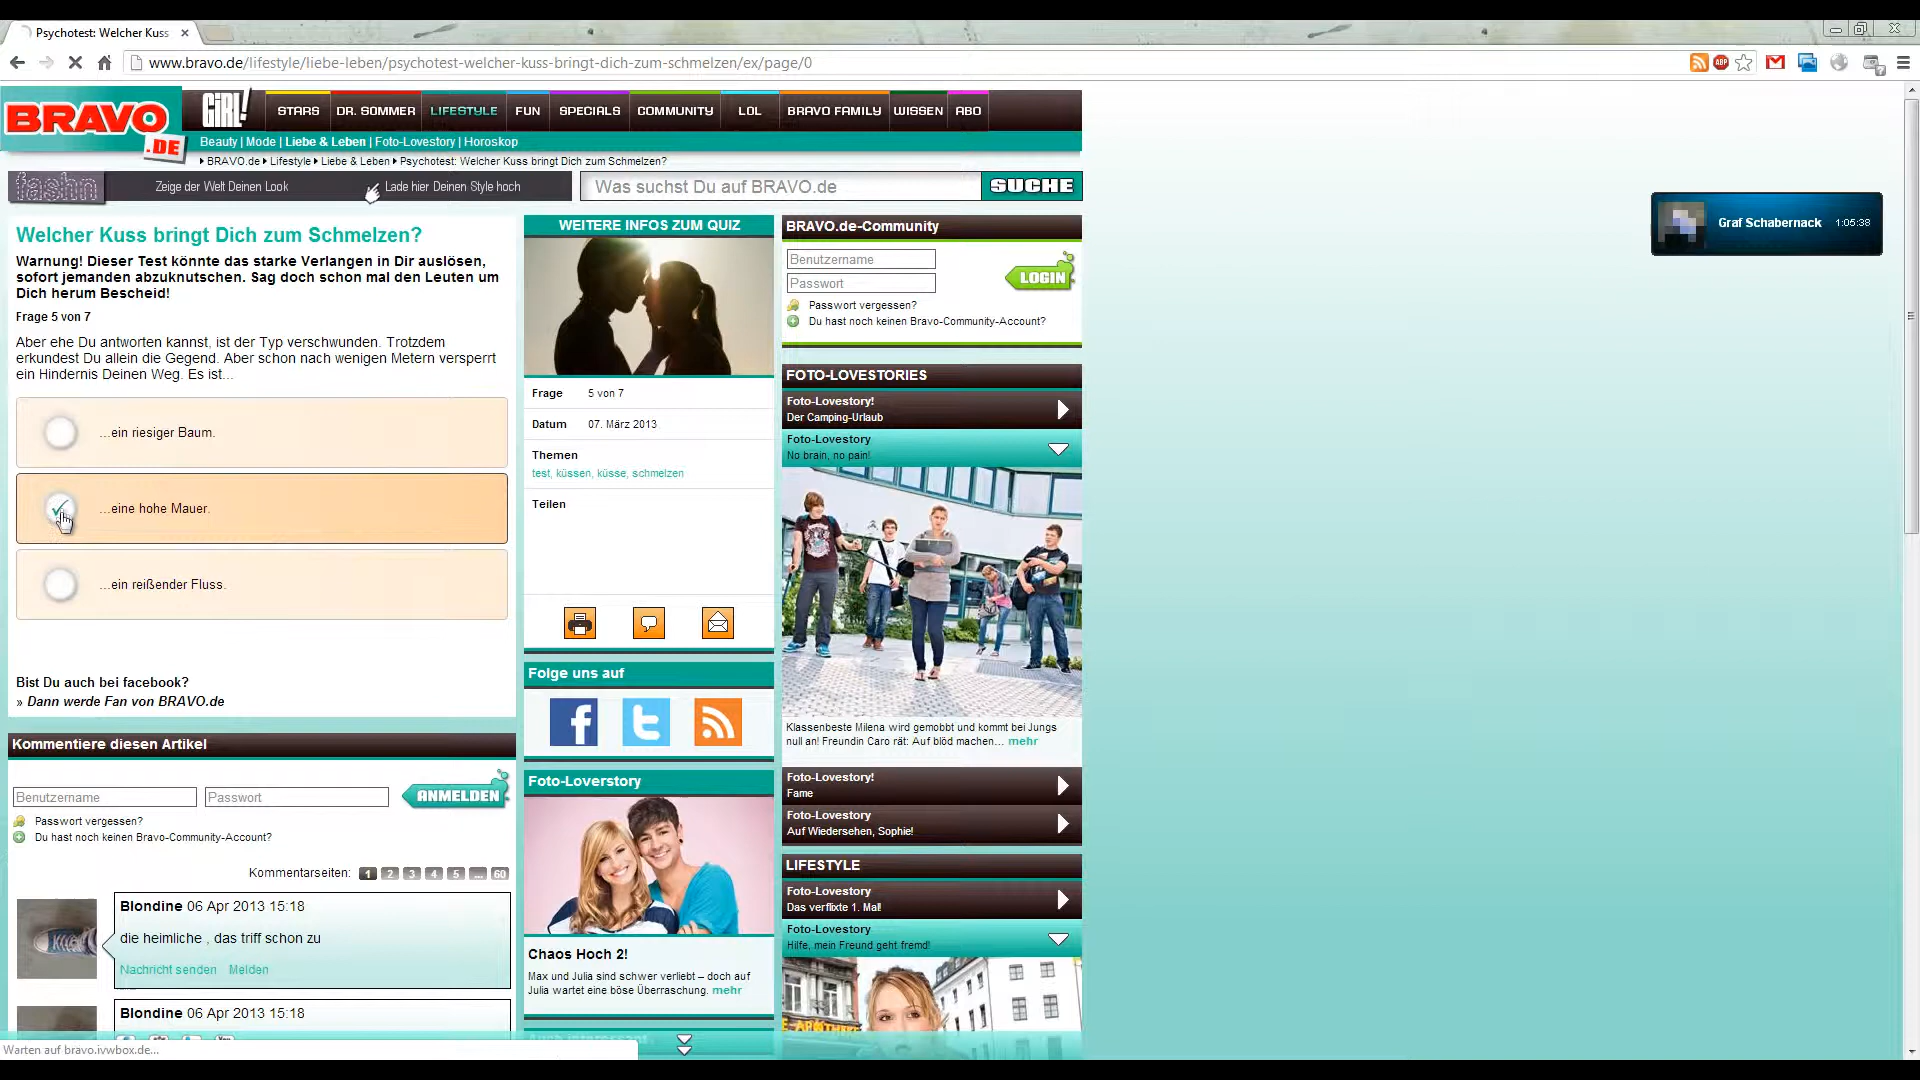 Psychotest: Welcher Kuss
www.bravo.de/lifestyle/liebe-leben/psychotest-welcher-kuss-bringt-dich-zum-schmelzen/ex/page/0
ABP
BRAVO
.DE
GiRL!
STARS
DR. SOMMER
LIFESTYLE
FUN
SPECIALS
COMMUNITY
LOL
BRAVO FAMILY
WISSEN
ABO
Beauty | Mode | Liebe & Leben | Foto-Lovestory | Horoskop
BRAVO.de Lifestyle Liebe & Leben Psychotest: Welcher Kuss bringt Dich zum Schmelzen?
fashn
Zeige der Welt Deinen Look
Lade hier Deinen Style hoch
Was suchst Du auf BRAVO.de
SUCHE
Graf Schabernack 1:05:38
Welcher Kuss bringt Dich zum Schmelzen?
Warnung! Dieser Test könnte das starke Verlangen in Dir auslösen,
sofort jemanden abzuknutschen. Sag doch schon mal den Leuten um
Dich herum Bescheid!
Frage 5 von 7
Aber ehe Du antworten kannst, ist der Typ verschwunden. Trotzdem
erkundest Du allein die Gegend. Aber schon nach wenigen Metern versperrt
ein Hindernis Deinen Weg. Es ist...
...ein riesiger Baum.
...eine hohe Mauer.
...ein reißender Fluss.
Bist Du auch bei facebook?
» Dann werde Fan von BRAVO.de
Kommentiere diesen Artikel
Benutzername
Passwort
ANMELDEN
Passwort vergessen?
Du hast noch keinen Bravo-Community-Account?
Kommentarseiten: 1 2 3 4 5 ... 60
Blondine 06 Apr 2013 15:18
die heimliche , das triff schon zu
Nachricht senden Melden
Blondine 06 Apr 2013 15:18
Warten auf bravo.ivwbox.de...
WEITERE INFOS ZUM QUIZ
Frage 5 von 7
Datum 07. März 2013
Themen
test, küssen, küsse, schmelzen
Teilen
Folge uns auf
Foto-Loverstory
Chaos Hoch 2!
Max und Julia sind schwer verliebt – doch auf
Julia wartet eine böse Überraschung. mehr
BRAVO.de-Community
Benutzername
Passwort
LOGIN
Passwort vergessen?
Du hast noch keinen Bravo-Community-Account?
FOTO-LOVESTORIES
Foto-Lovestory!
Der Camping-Urlaub
Foto-Lovestory
No brain, no pain!
Klassenbeste Milena wird gemobbt und kommt bei Jungs
null an! Freundin Caro rät: Auf blöd machen... mehr
Foto-Lovestory!
Fame
Foto-Lovestory
Auf Wiedersehen, Sophie!
LIFESTYLE
Foto-Lovestory
Das verflixte 1. Mal!
Foto-Lovestory
Hilfe, mein Freund geht fremd!